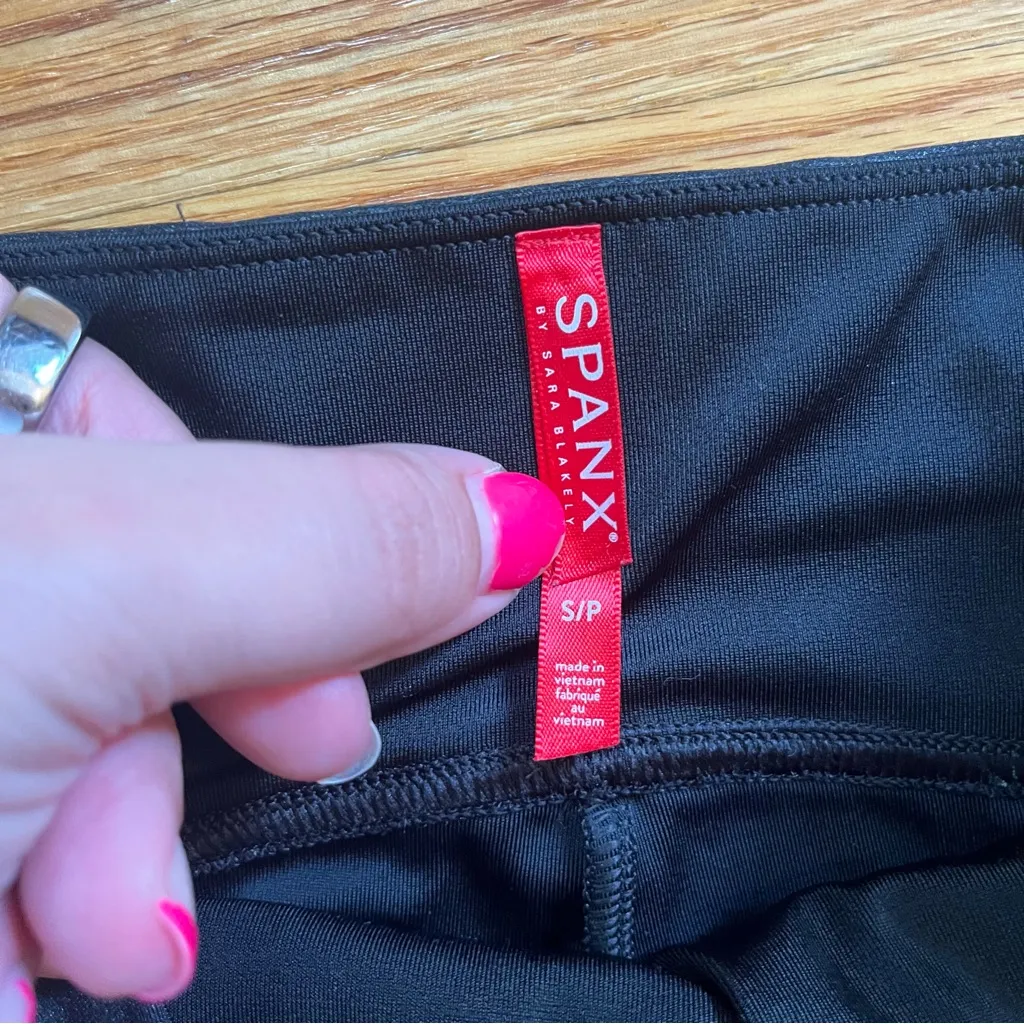 SPANX®
BY SARA BLAKELY
S/P
made in
vietnam
fabriqué
au
vietnam